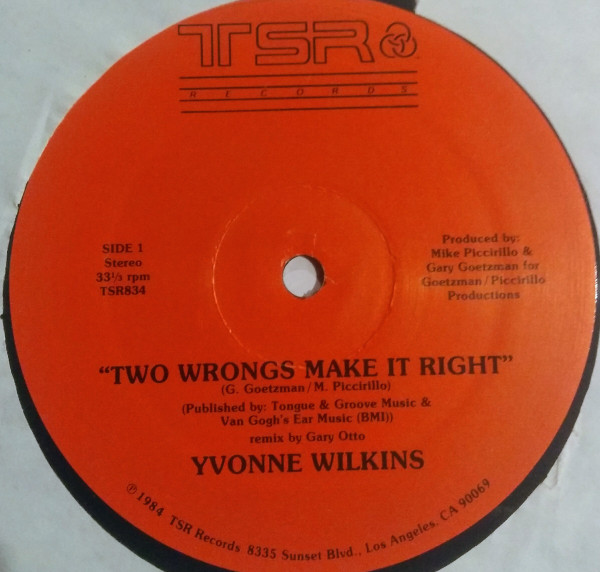 TSR
RECORDS
SIDE 1
Stereo
33⅓ rpm
TSR834
Produced by:
Mike Piccirillo &
Gary Goetzman for
Goetzman/Piccirillo
Productions
"TWO WRONGS MAKE IT RIGHT"
(G. Goetzman/M. Piccirillo)
(Published by: Tongue & Groove Music &
Van Gogh's Ear Music (BMI))
remix by Gary Otto
YVONNE WILKINS
℗ 1984 TSR Records 8335 Sunset Blvd., Los Angeles, CA 90069